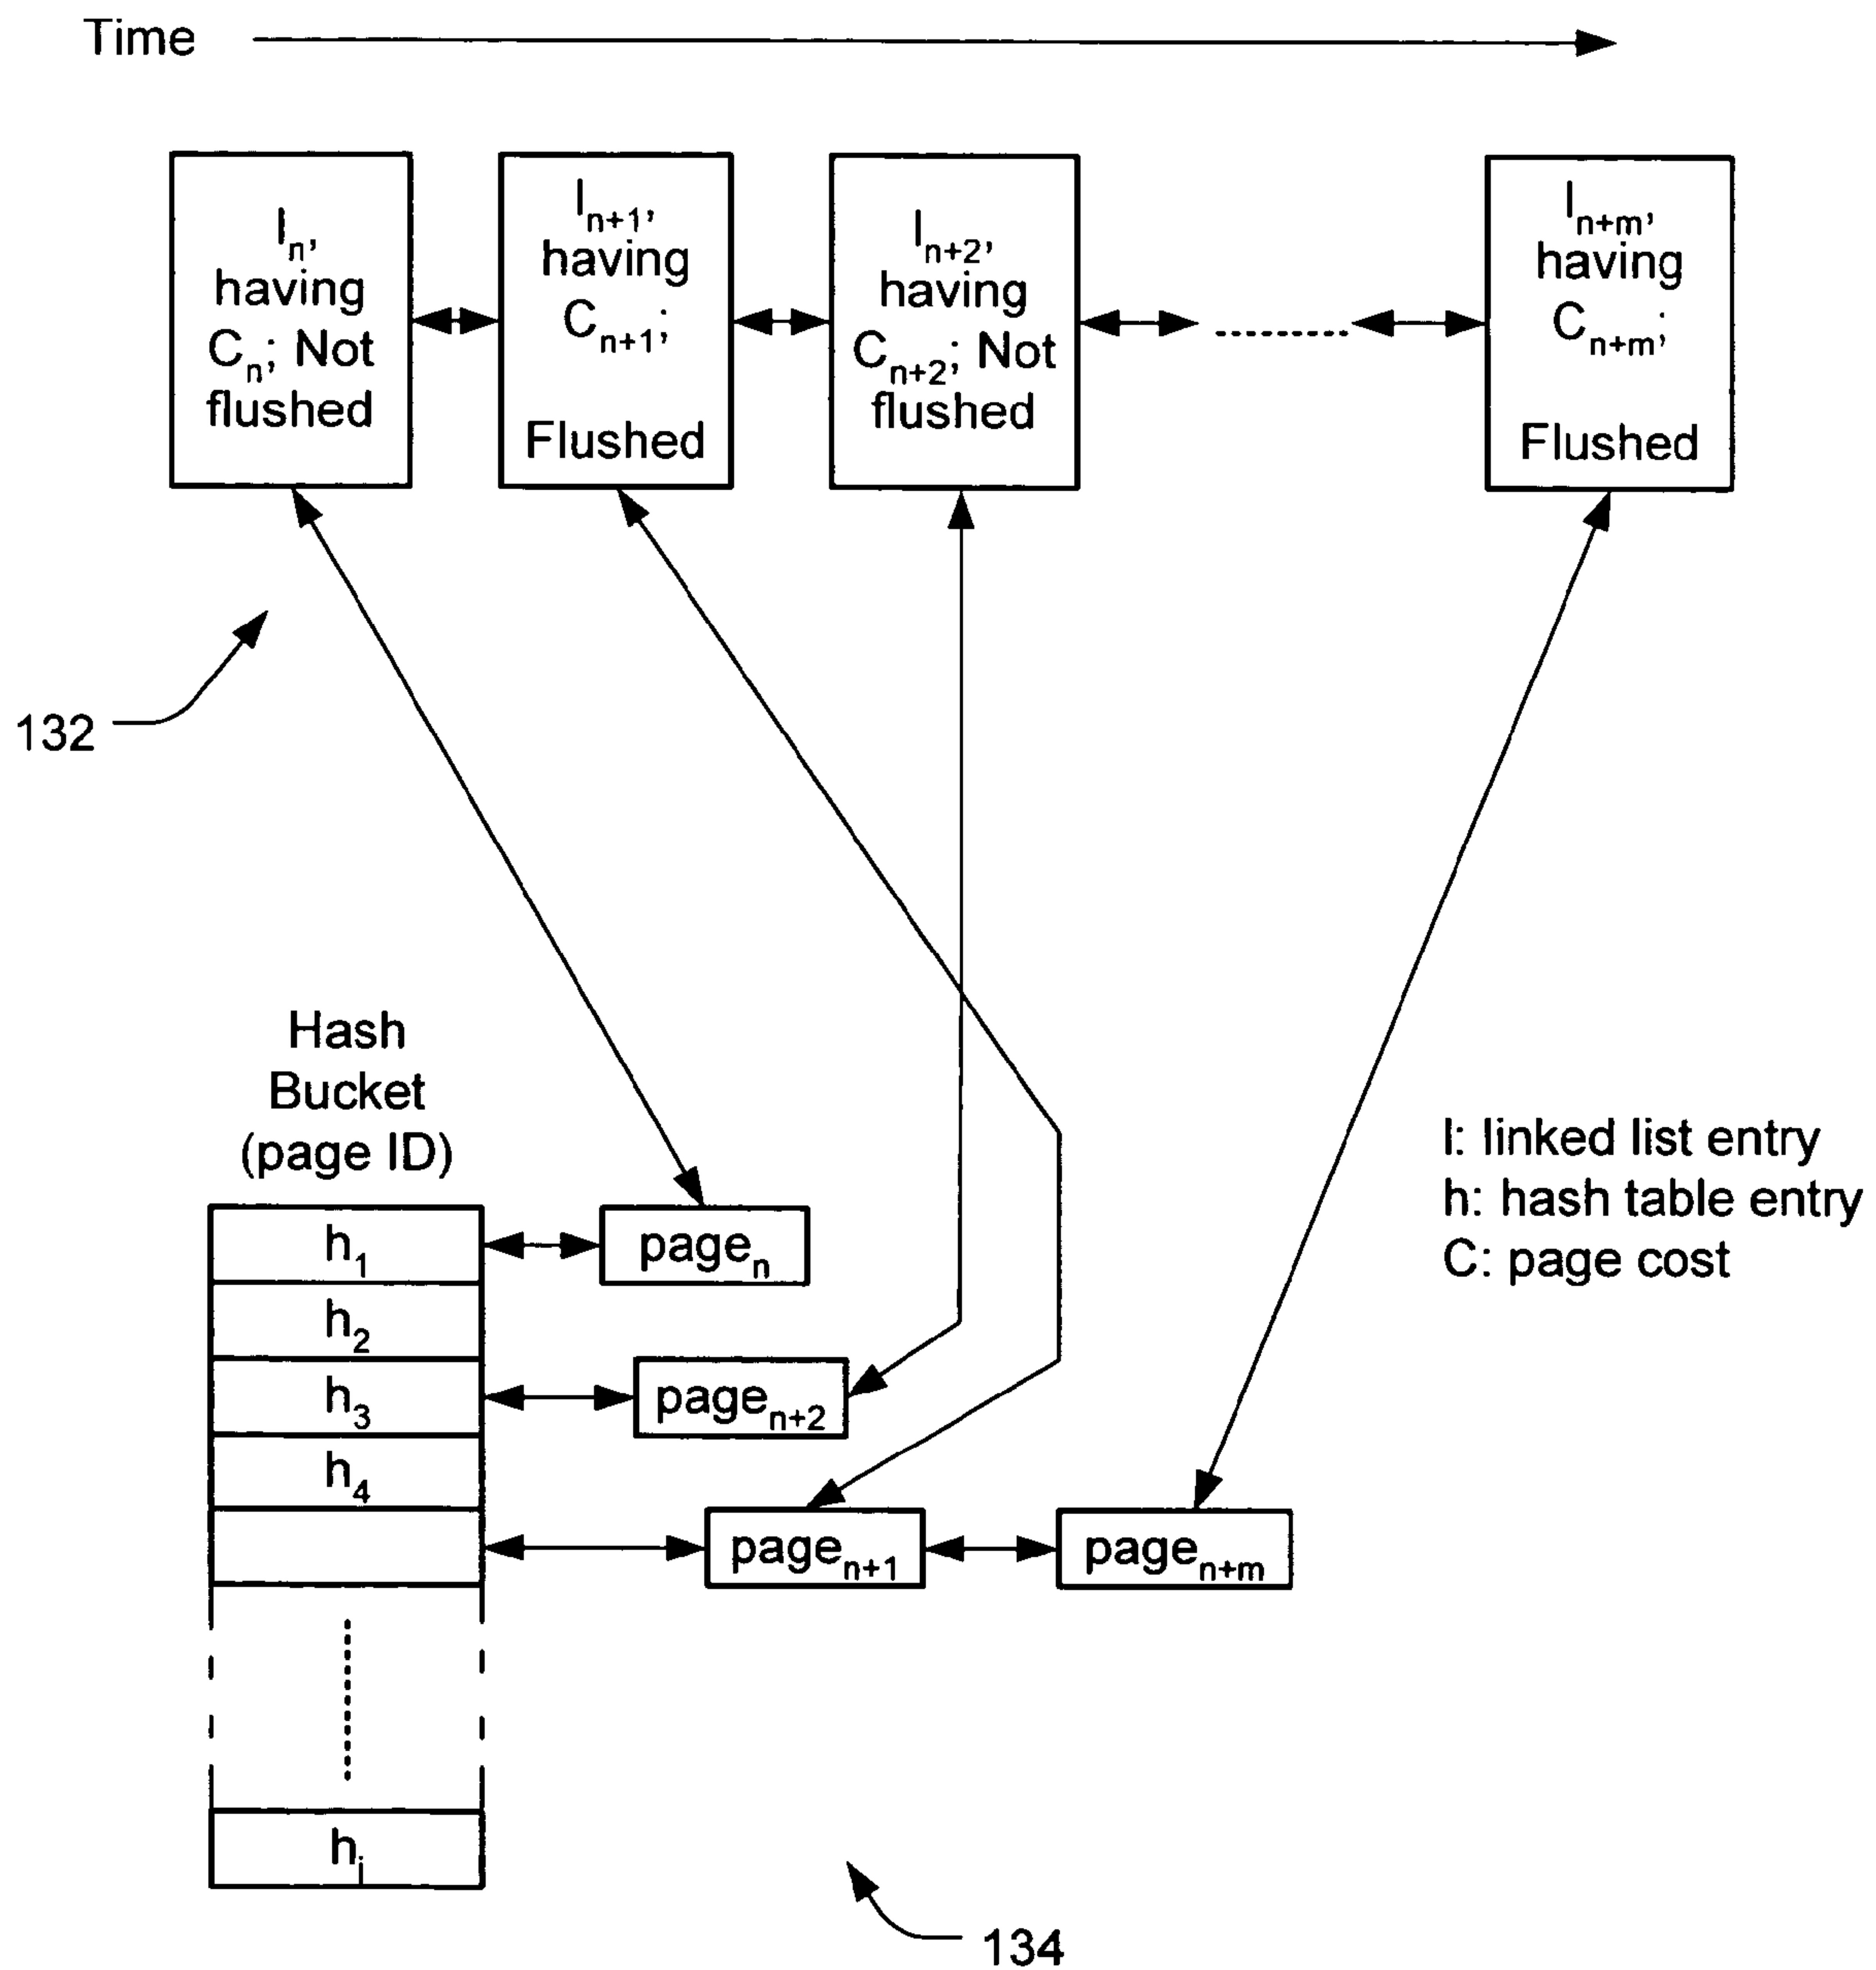 Time
lₙ,
having
Cₙ; Not
flushed
lₙ₊₁,
having
Cₙ₊₁;
Flushed
lₙ₊₂,
having
Cₙ₊₂; Not
flushed
lₙ₊ₘ,
having
Cₙ₊ₘ;
Flushed
132
Hash
Bucket
(page ID)
h₁
pageₙ
h₂
h₃
pageₙ₊₂
h₄
pageₙ₊₁
pageₙ₊ₘ
hⱼ
l: linked list entry
h: hash table entry
C: page cost
134